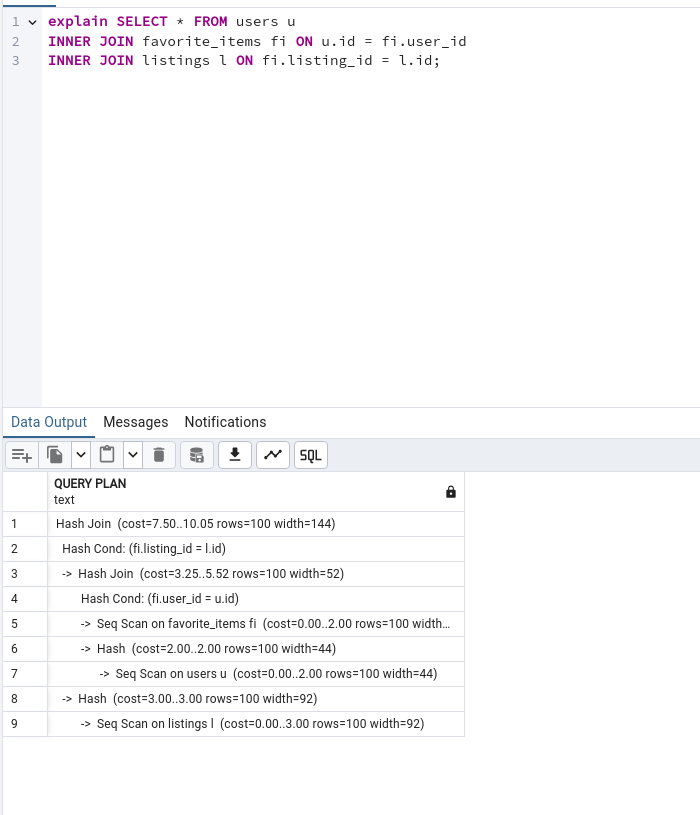 1 explain SELECT * FROM users u
2 INNER JOIN favorite_items fi ON u.id = fi.user_id
3 INNER JOIN listings l ON fi.listing_id = l.id;
Data Output Messages Notifications
SQL
QUERY PLAN
text
1 Hash Join (cost=7.50..10.05 rows=100 width=144)
2 Hash Cond: (fi.listing_id = l.id)
3 -> Hash Join (cost=3.25..5.52 rows=100 width=52)
4 Hash Cond: (fi.user_id = u.id)
5 -> Seq Scan on favorite_items fi (cost=0.00..2.00 rows=100 width…
6 -> Hash (cost=2.00..2.00 rows=100 width=44)
7 -> Seq Scan on users u (cost=0.00..2.00 rows=100 width=44)
8 -> Hash (cost=3.00..3.00 rows=100 width=92)
9 -> Seq Scan on listings l (cost=0.00..3.00 rows=100 width=92)